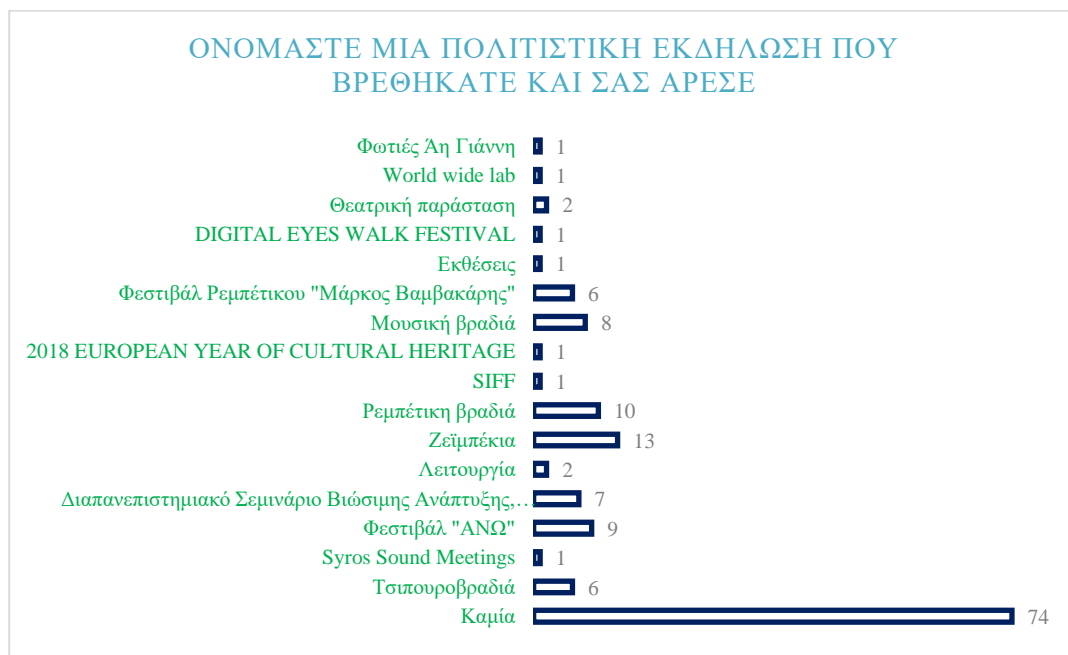 ΟΝΟΜΑΣΤΕ ΜΙΑ ΠΟΛΙΤΙΣΤΙΚΗ ΕΚΔΗΛΩΣΗ ΠΟΥ
ΒΡΕΘΗΚΑΤΕ ΚΑΙ ΣΑΣ ΑΡΕΣΕ
Φωτιές Άη Γιάννη 1
World wide lab 1
Θεατρική παράσταση 2
DIGITAL EYES WALK FESTIVAL 1
Εκθέσεις 1
Φεστιβάλ Ρεμπέτικου "Μάρκος Βαμβακάρης" 6
Μουσική βραδιά 8
2018 EUROPEAN YEAR OF CULTURAL HERITAGE 1
SIFF 1
Ρεμπέτικη βραδιά 10
Ζεϊμπέκια 13
Λειτουργία 2
Διαπανεπιστημιακό Σεμινάριο Βιώσιμης Ανάπτυξης,… 7
Φεστιβάλ "ΑΝΩ" 9
Syros Sound Meetings 1
Τσιπουροβραδιά 6
Καμία 74